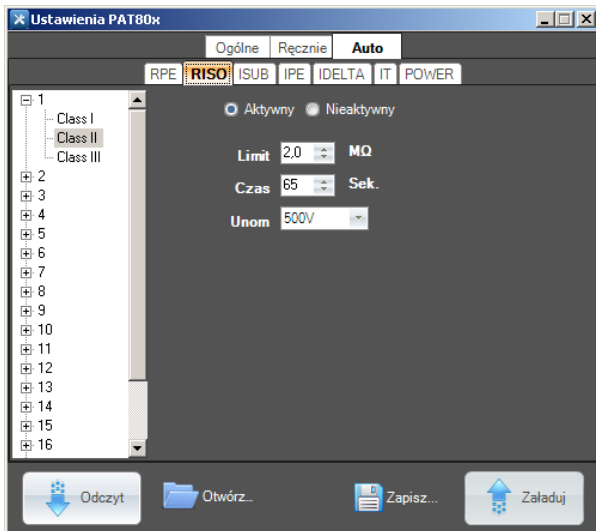 Ustawienia PAT80x
Ogólne Ręcznie Auto
RPE RISO ISUB IPE IDELTA IT POWER
1
Class I
Class II
Class III
2
3
4
5
6
7
8
9
10
11
12
13
14
15
16
Aktywny Nieaktywny
Limit 2,0 MΩ
Czas 65 Sek.
Unom 500V
Odczyt Otwórz... Zapisz... Załaduj